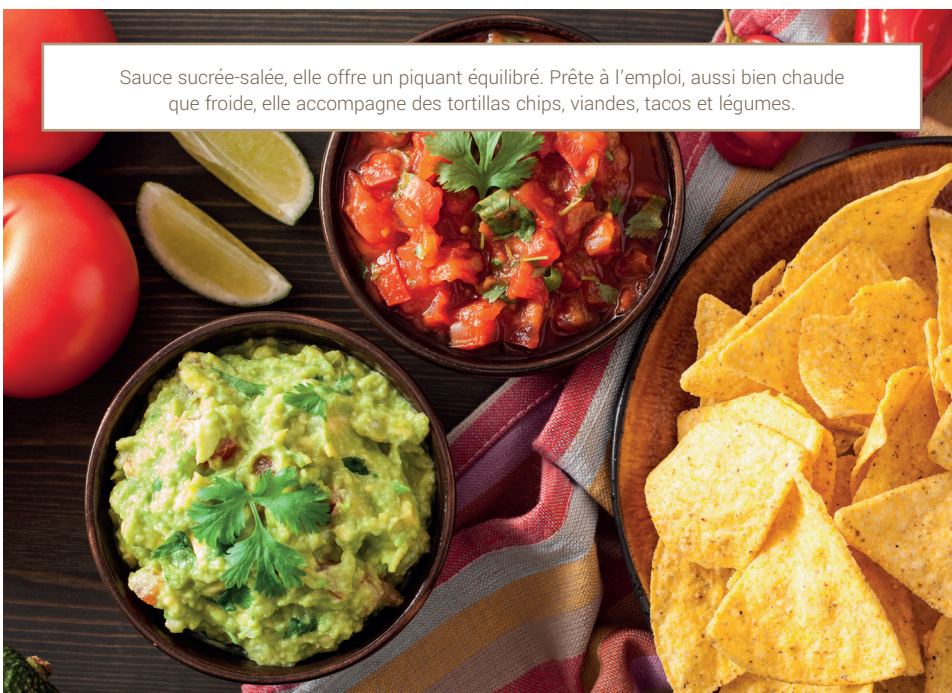 Sauce sucrée-salée, elle offre un piquant équilibré. Prête à l’emploi, aussi bien chaude
que froide, elle accompagne des tortillas chips, viandes, tacos et légumes.